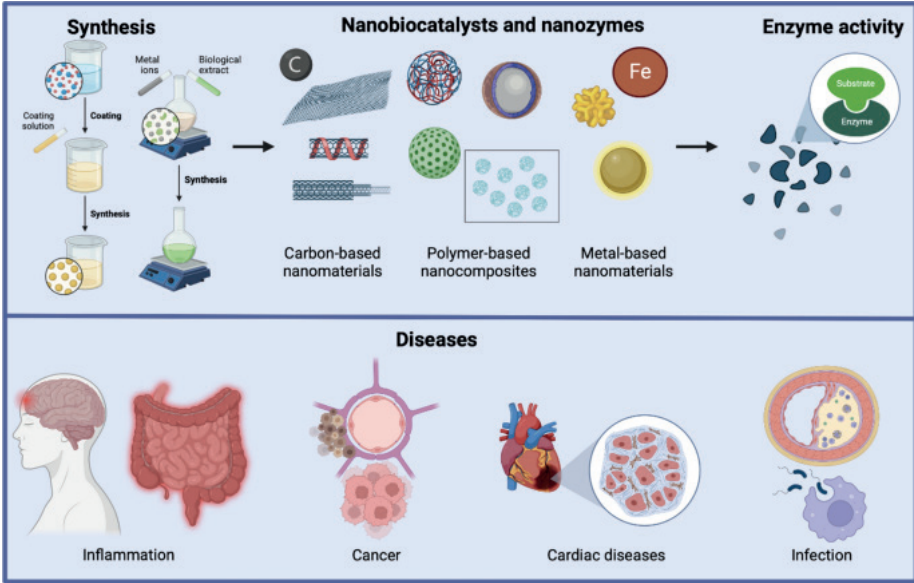 Synthesis
Nanobiocatalysts and nanozymes
Enzyme activity
Metal
ions
Biological
extract
Coating
solution
Coating
Synthesis
Synthesis
C
Fe
Substrate
Enzyme
Carbon-based
nanomaterials
Polymer-based
nanocomposites
Metal-based
nanomaterials
Diseases
Inflammation
Cancer
Cardiac diseases
Infection